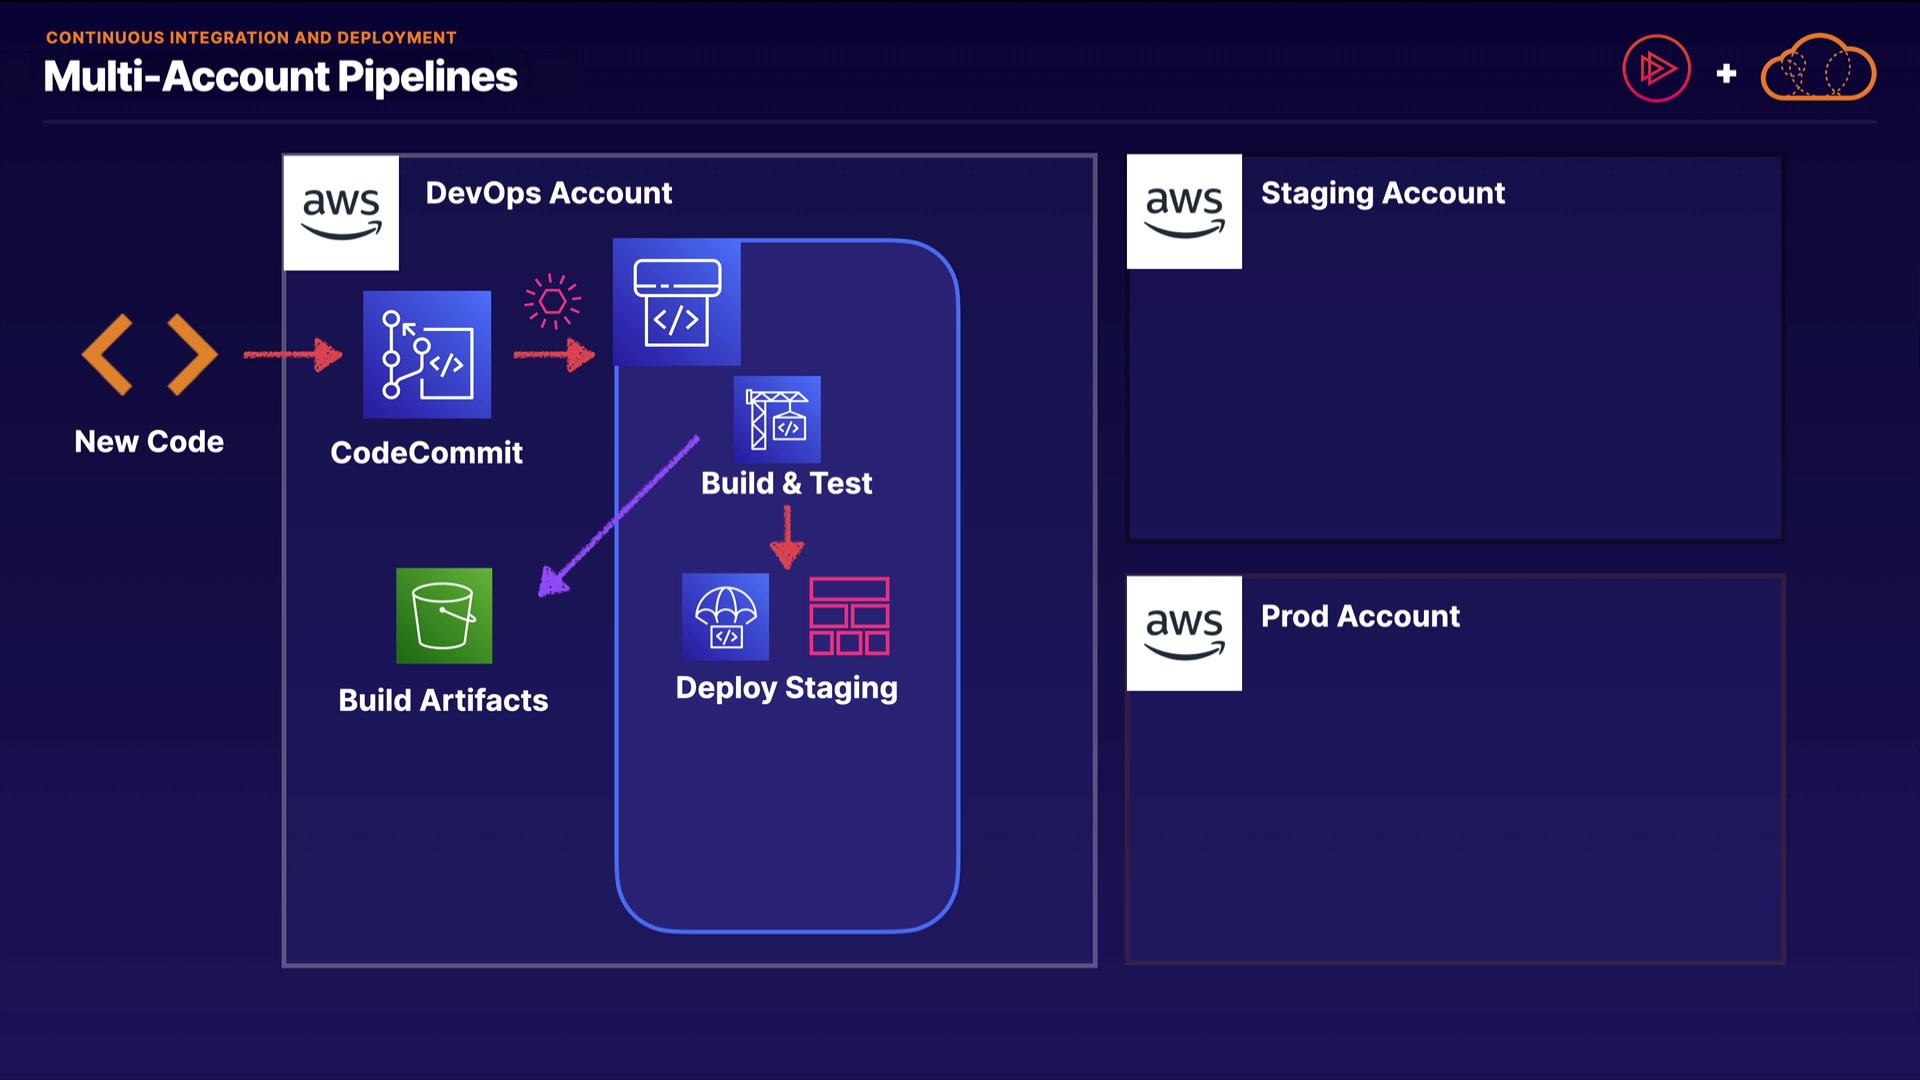 CONTINUOUS INTEGRATION AND DEPLOYMENT
Multi-Account Pipelines
aws
DevOps Account
aws
Staging Account
</>
</>
New Code
CodeCommit
</>
Build & Test
</>
Build Artifacts
Deploy Staging
aws
Prod Account